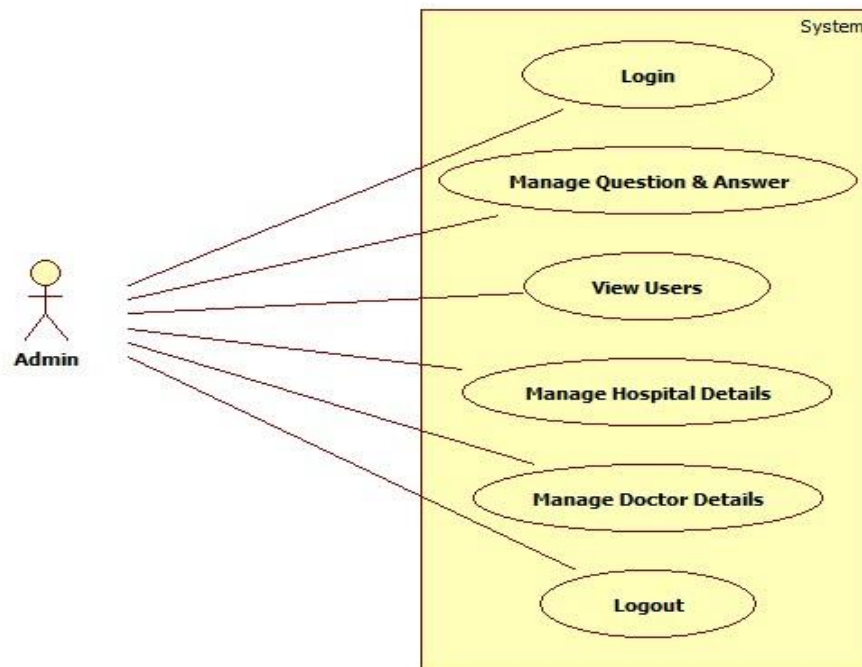 System
Login
Manage Question & Answer
View Users
Admin
Manage Hospital Details
Manage Doctor Details
Logout